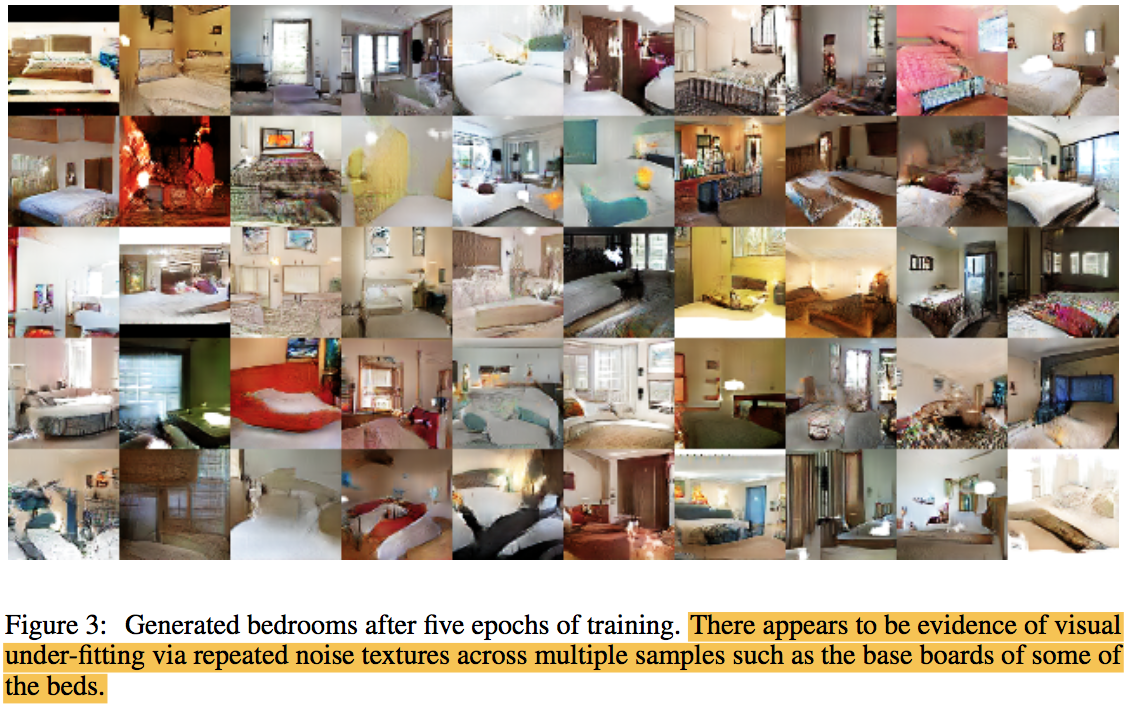 Figure 3: Generated bedrooms after five epochs of training. There appears to be evidence of visual
under-fitting via repeated noise textures across multiple samples such as the base boards of some of
the beds.